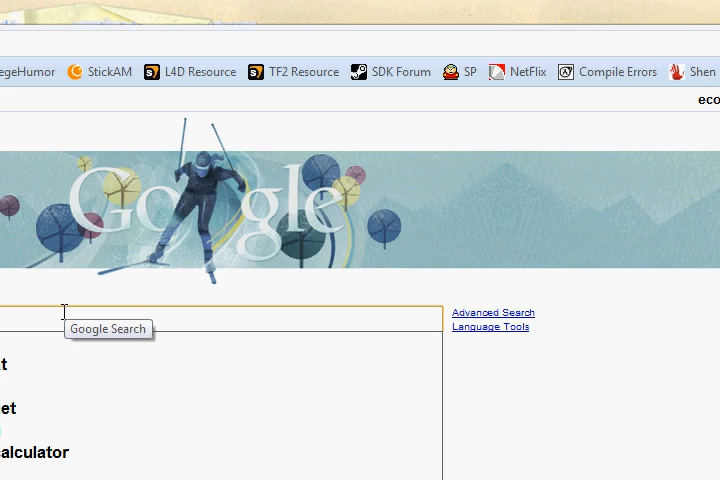 egeHumor StickAM L4D Resource TF2 Resource SDK Forum SP NetFlix Compile Errors Shen
eco
Google
Advanced Search
Google Search
Language Tools
t
et
alculator